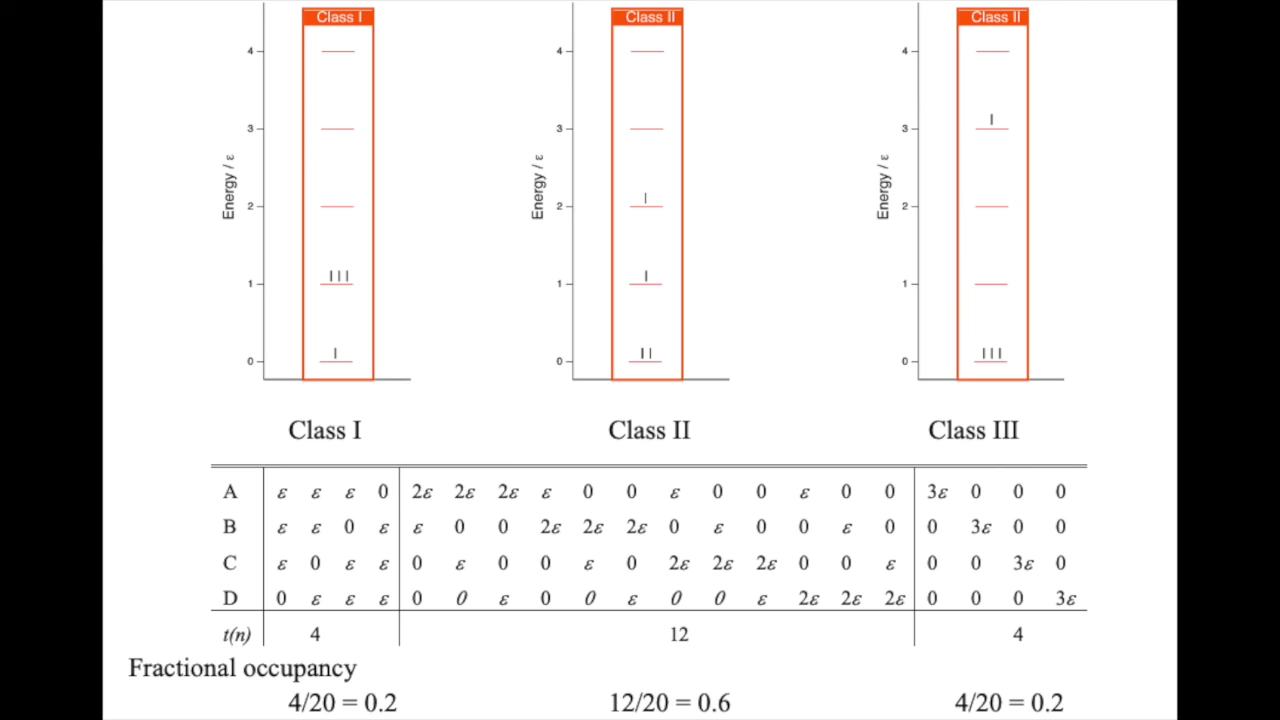 Class I Class II Class II
4 4 4
3 3 3
Energy / ε Energy / ε Energy / ε
2 2 2
1 1 1
0 0 0
Class I Class II Class III
A ε ε ε 0 2ε 2ε 2ε ε 0 0 ε 0 0 ε 0 0 3ε 0 0 0
B ε ε 0 ε ε 0 0 2ε 2ε 2ε 0 ε 0 0 ε 0 0 3ε 0 0
C ε 0 ε ε 0 ε 0 0 ε 0 2ε 2ε 2ε 0 0 ε 0 0 3ε 0
D 0 ε ε ε 0 0 ε 0 0 ε 0 0 ε 2ε 2ε 2ε 0 0 0 3ε
t(n) 4 12 4
Fractional occupancy
4/20 = 0.2 12/20 = 0.6 4/20 = 0.2